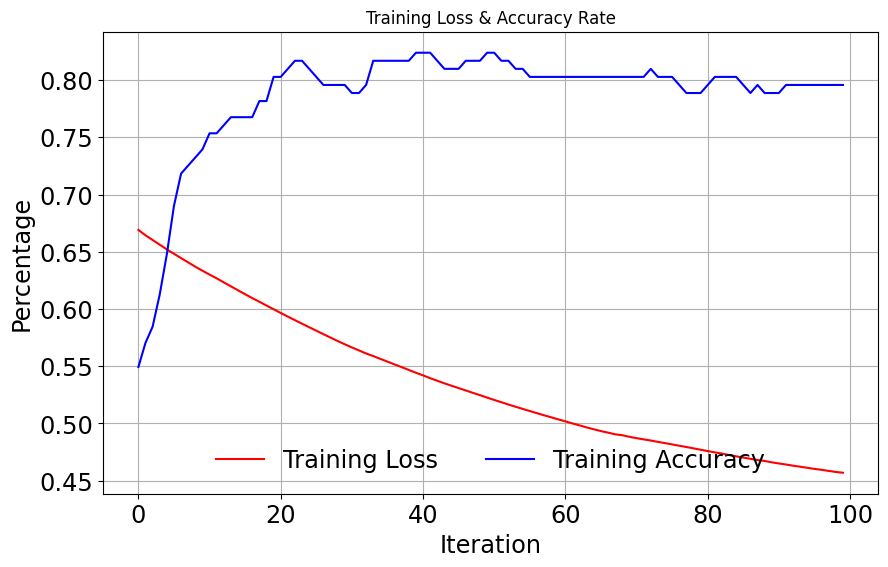 Training Loss & Accuracy Rate
Percentage
0.80
0.75
0.70
0.65
0.60
0.55
0.50
0.45
Training Loss
Training Accuracy
0
20
40
60
80
100
Iteration